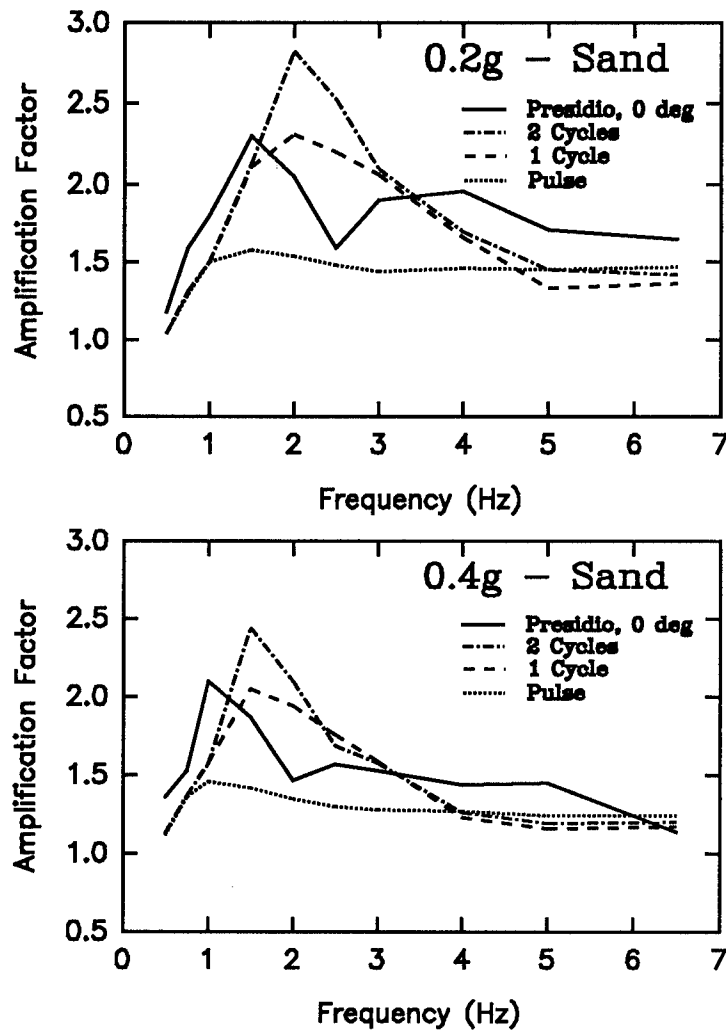 3.0
2.5
2.0
1.5
1.0
0.5
Amplification Factor
0.2g – Sand
Presidio, 0 deg
2 Cycles
1 Cycle
Pulse
0 1 2 3 4 5 6 7
Frequency (Hz)
3.0
2.5
2.0
1.5
1.0
0.5
Amplification Factor
0.4g – Sand
Presidio, 0 deg
2 Cycles
1 Cycle
Pulse
0 1 2 3 4 5 6 7
Frequency (Hz)